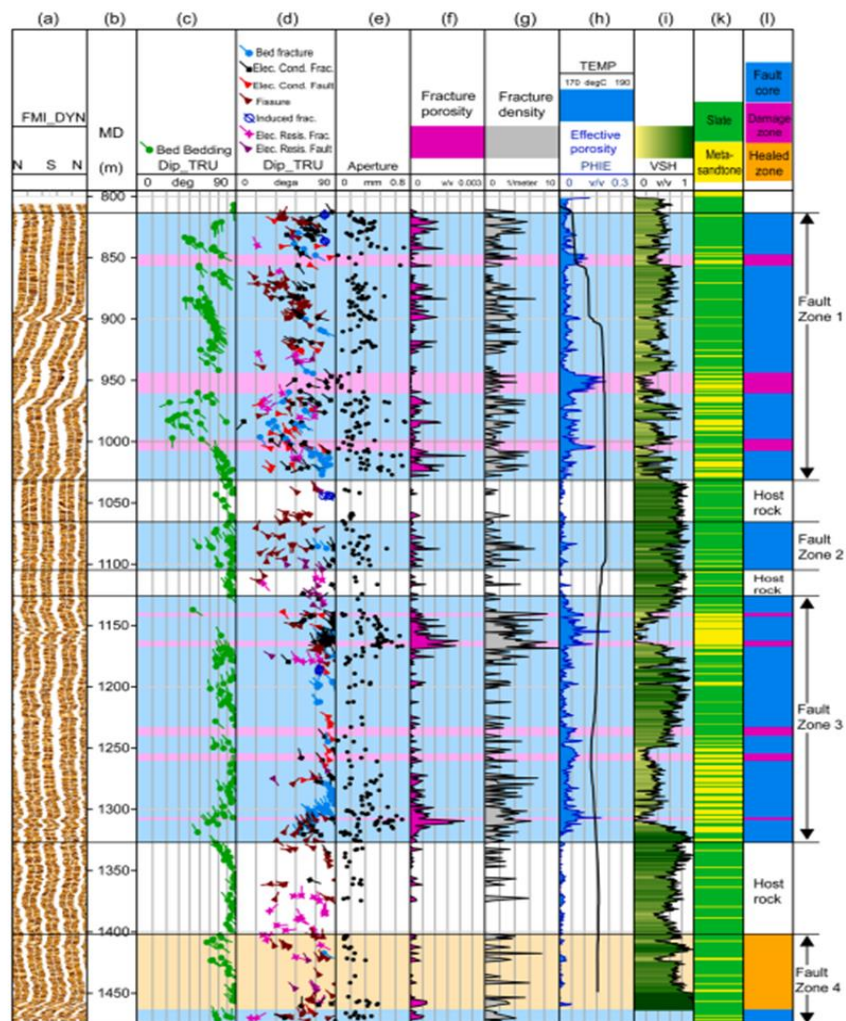 (a) (b) (c) (d) (e) (f) (g) (h) (i) (k) (l)
FMI_DYN
N S N
MD
(m)
Bed Bedding
Dip_TRU
0 deg 90
Bed fracture
Elec. Cond. Frac.
Elec. Cond. Fault
Fissure
Induced frac.
Elec. Resis. Frac.
Elec. Resis. Fault
Dip_TRU
0 dega 90
Aperture
0 mm 0.8
Fracture
porosity
v/v 0.003
Fracture
density
0 1/meter 10
TEMP
170 degC 190
Effective
porosity
PHIE
0 v/v 0.3
VSH
0 v/v 1
Slate
Meta-
sandtone
Fault
core
Damage
zone
Healed
zone
800
850
900
Fault
Zone 1
950
1000
1050
Host
rock
Fault
Zone 2
1100
Host
rock
1150
1200
Fault
Zone 3
1250
1300
1350
Host
rock
1400
1450
Fault
Zone 4